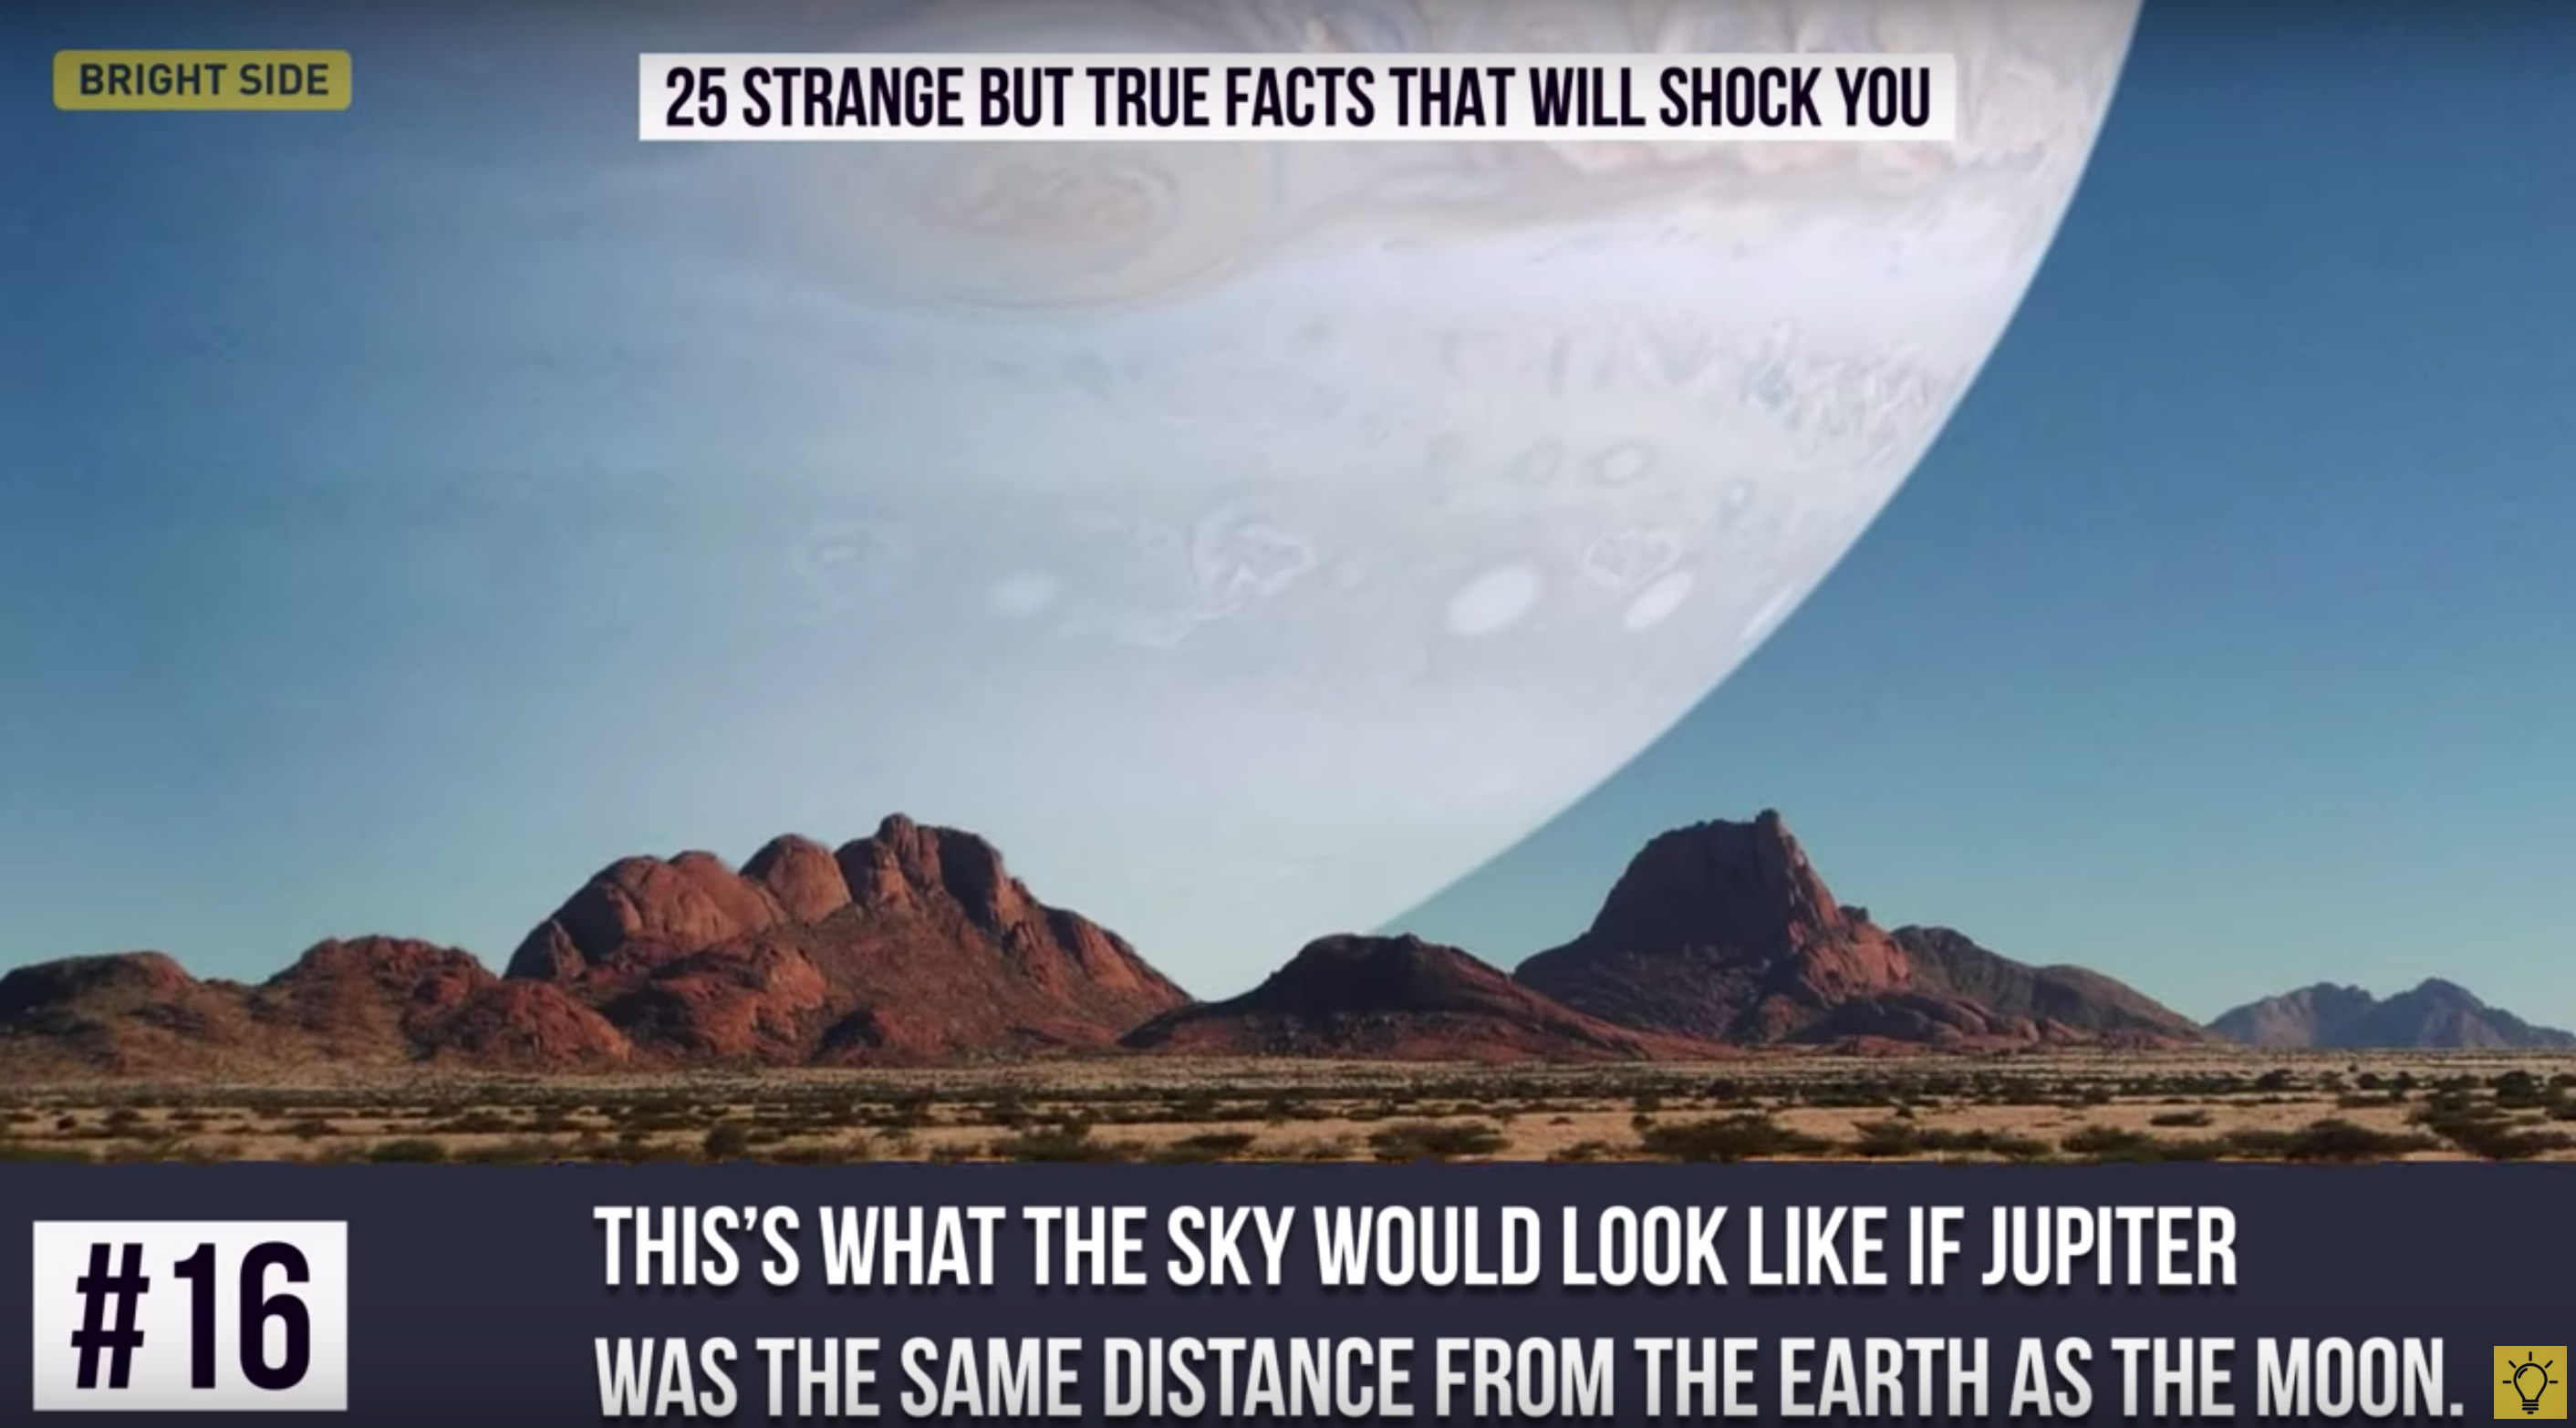 BRIGHT SIDE
25 STRANGE BUT TRUE FACTS THAT WILL SHOCK YOU
#16
THIS'S WHAT THE SKY WOULD LOOK LIKE IF JUPITER
WAS THE SAME DISTANCE FROM THE EARTH AS THE MOON.